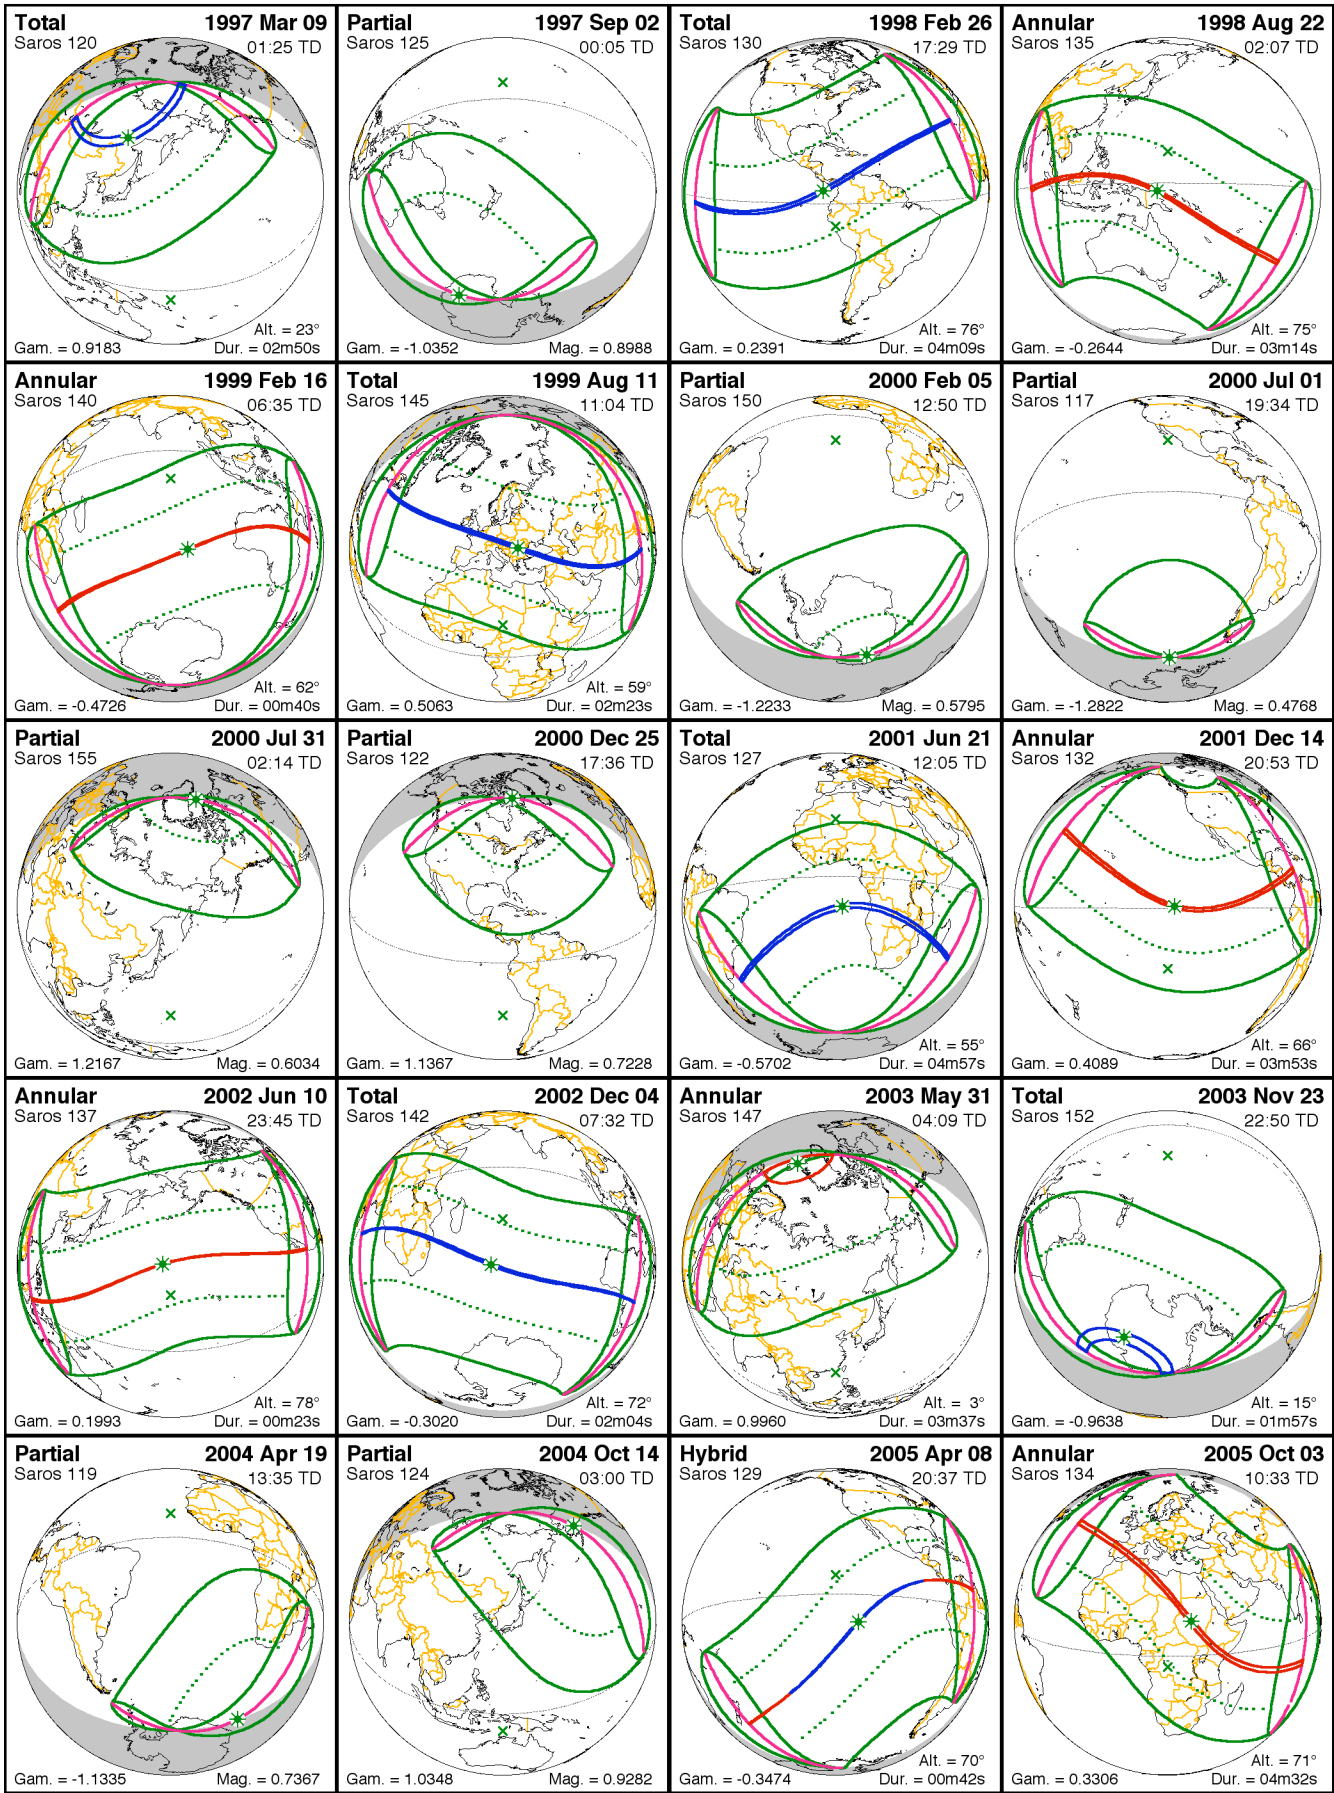 Total 1997 Mar 09
Saros 120 01:25 TD
Alt. = 23°
Gam. = 0.9183 Dur. = 02m50s
Partial 1997 Sep 02
Saros 125 00:05 TD
Gam. = -1.0352 Mag. = 0.8988
Total 1998 Feb 26
Saros 130 17:29 TD
Alt. = 76°
Gam. = 0.2391 Dur. = 04m09s
Annular 1998 Aug 22
Saros 135 02:07 TD
Alt. = 75°
Gam. = -0.2644 Dur. = 03m14s
Annular 1999 Feb 16
Saros 140 06:35 TD
Alt. = 62°
Gam. = -0.4726 Dur. = 00m40s
Total 1999 Aug 11
Saros 145 11:04 TD
Alt. = 59°
Gam. = 0.5063 Dur. = 02m23s
Partial 2000 Feb 05
Saros 150 12:50 TD
Gam. = -1.2233 Mag. = 0.5795
Partial 2000 Jul 01
Saros 117 19:34 TD
Gam. = -1.2822 Mag. = 0.4768
Partial 2000 Jul 31
Saros 155 02:14 TD
Gam. = 1.2167 Mag. = 0.6034
Partial 2000 Dec 25
Saros 122 17:36 TD
Gam. = 1.1367 Mag. = 0.7228
Total 2001 Jun 21
Saros 127 12:05 TD
Alt. = 55°
Gam. = -0.5702 Dur. = 04m57s
Annular 2001 Dec 14
Saros 132 20:53 TD
Alt. = 66°
Gam. = 0.4089 Dur. = 03m53s
Annular 2002 Jun 10
Saros 137 23:45 TD
Alt. = 78°
Gam. = 0.1993 Dur. = 00m23s
Total 2002 Dec 04
Saros 142 07:32 TD
Alt. = 72°
Gam. = -0.3020 Dur. = 02m04s
Annular 2003 May 31
Saros 147 04:09 TD
Alt. = 3°
Gam. = 0.9960 Dur. = 03m37s
Total 2003 Nov 23
Saros 152 22:50 TD
Alt. = 15°
Gam. = -0.9638 Dur. = 01m57s
Partial 2004 Apr 19
Saros 119 13:35 TD
Gam. = -1.1335 Mag. = 0.7367
Partial 2004 Oct 14
Saros 124 03:00 TD
Gam. = 1.0348 Mag. = 0.9282
Hybrid 2005 Apr 08
Saros 129 20:37 TD
Alt. = 70°
Gam. = -0.3474 Dur. = 00m42s
Annular 2005 Oct 03
Saros 134 10:33 TD
Alt. = 71°
Gam. = 0.3306 Dur. = 04m32s